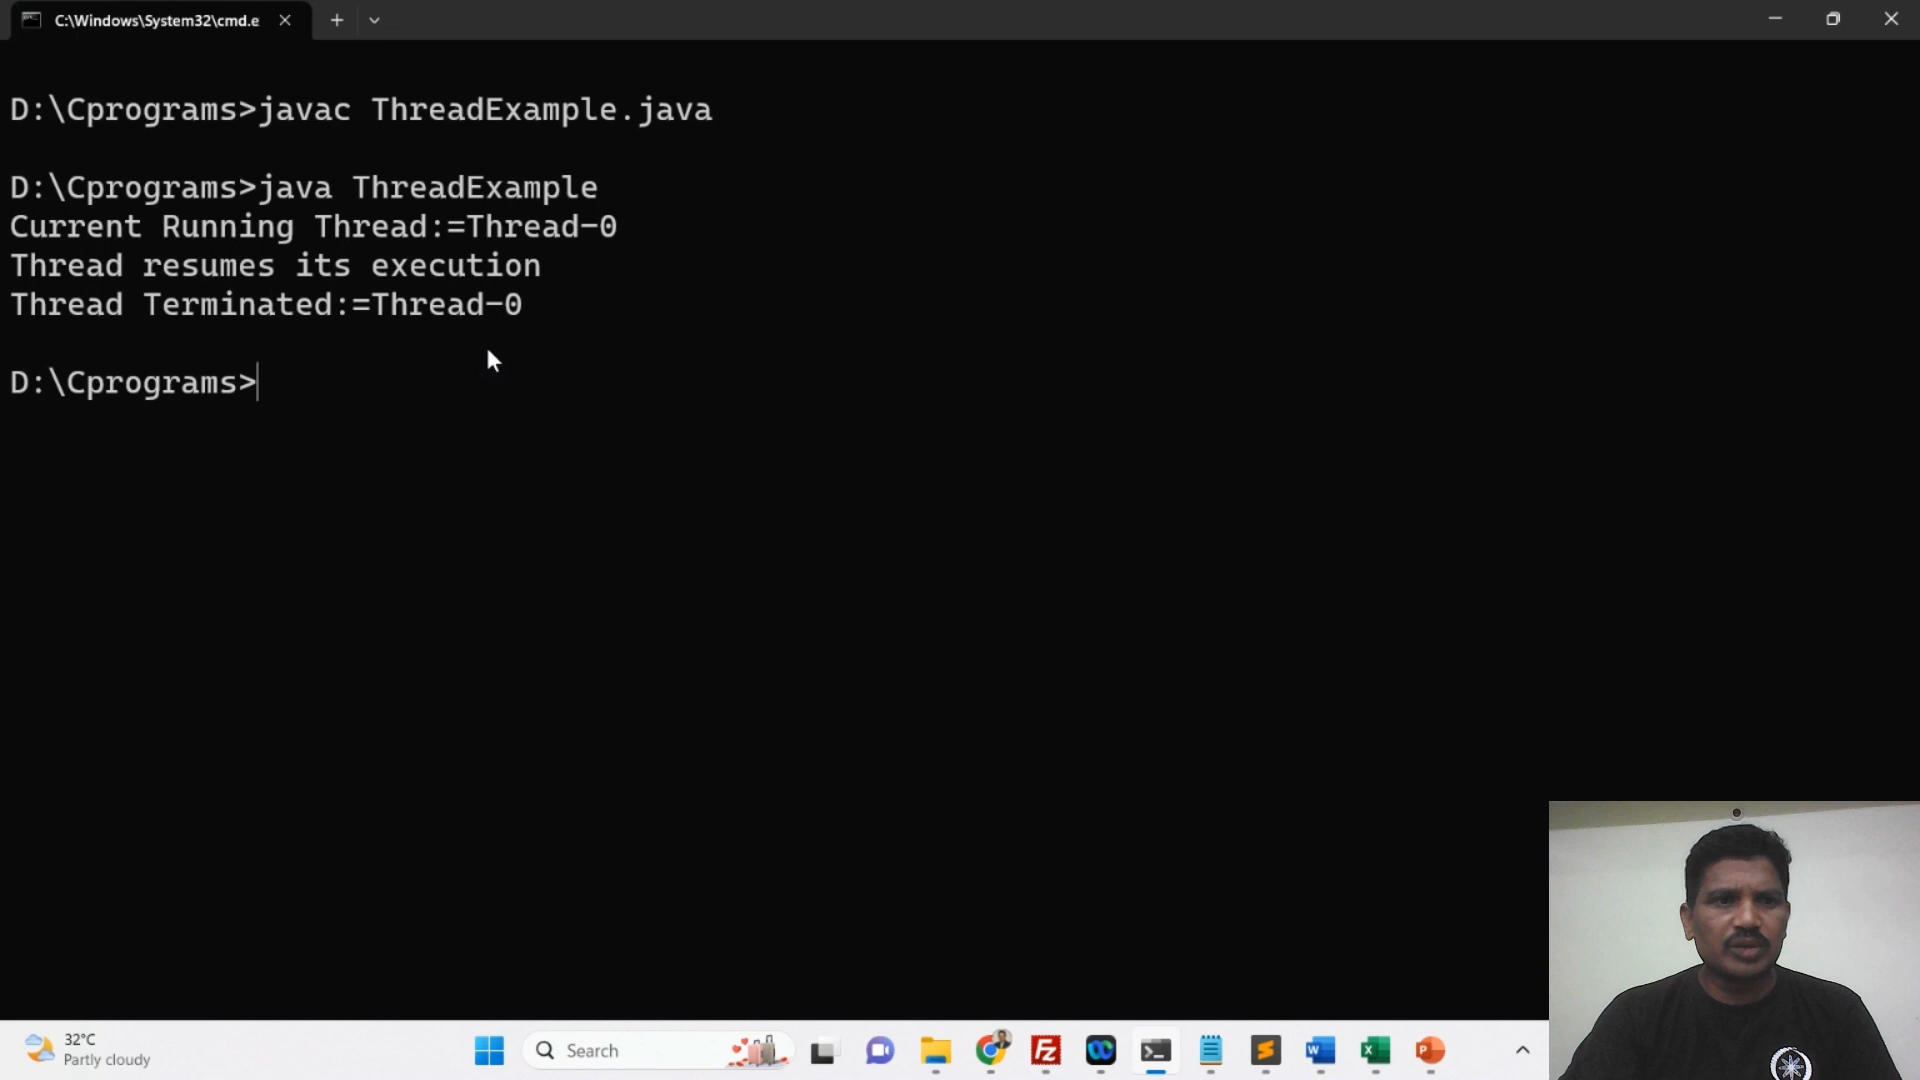 C:\Windows\System32\cmd.e
D:\Cprograms>javac ThreadExample.java
D:\Cprograms>java ThreadExample
Current Running Thread:=Thread-0
Thread resumes its execution
Thread Terminated:=Thread-0
D:\Cprograms>
32°C
Partly cloudy
Search